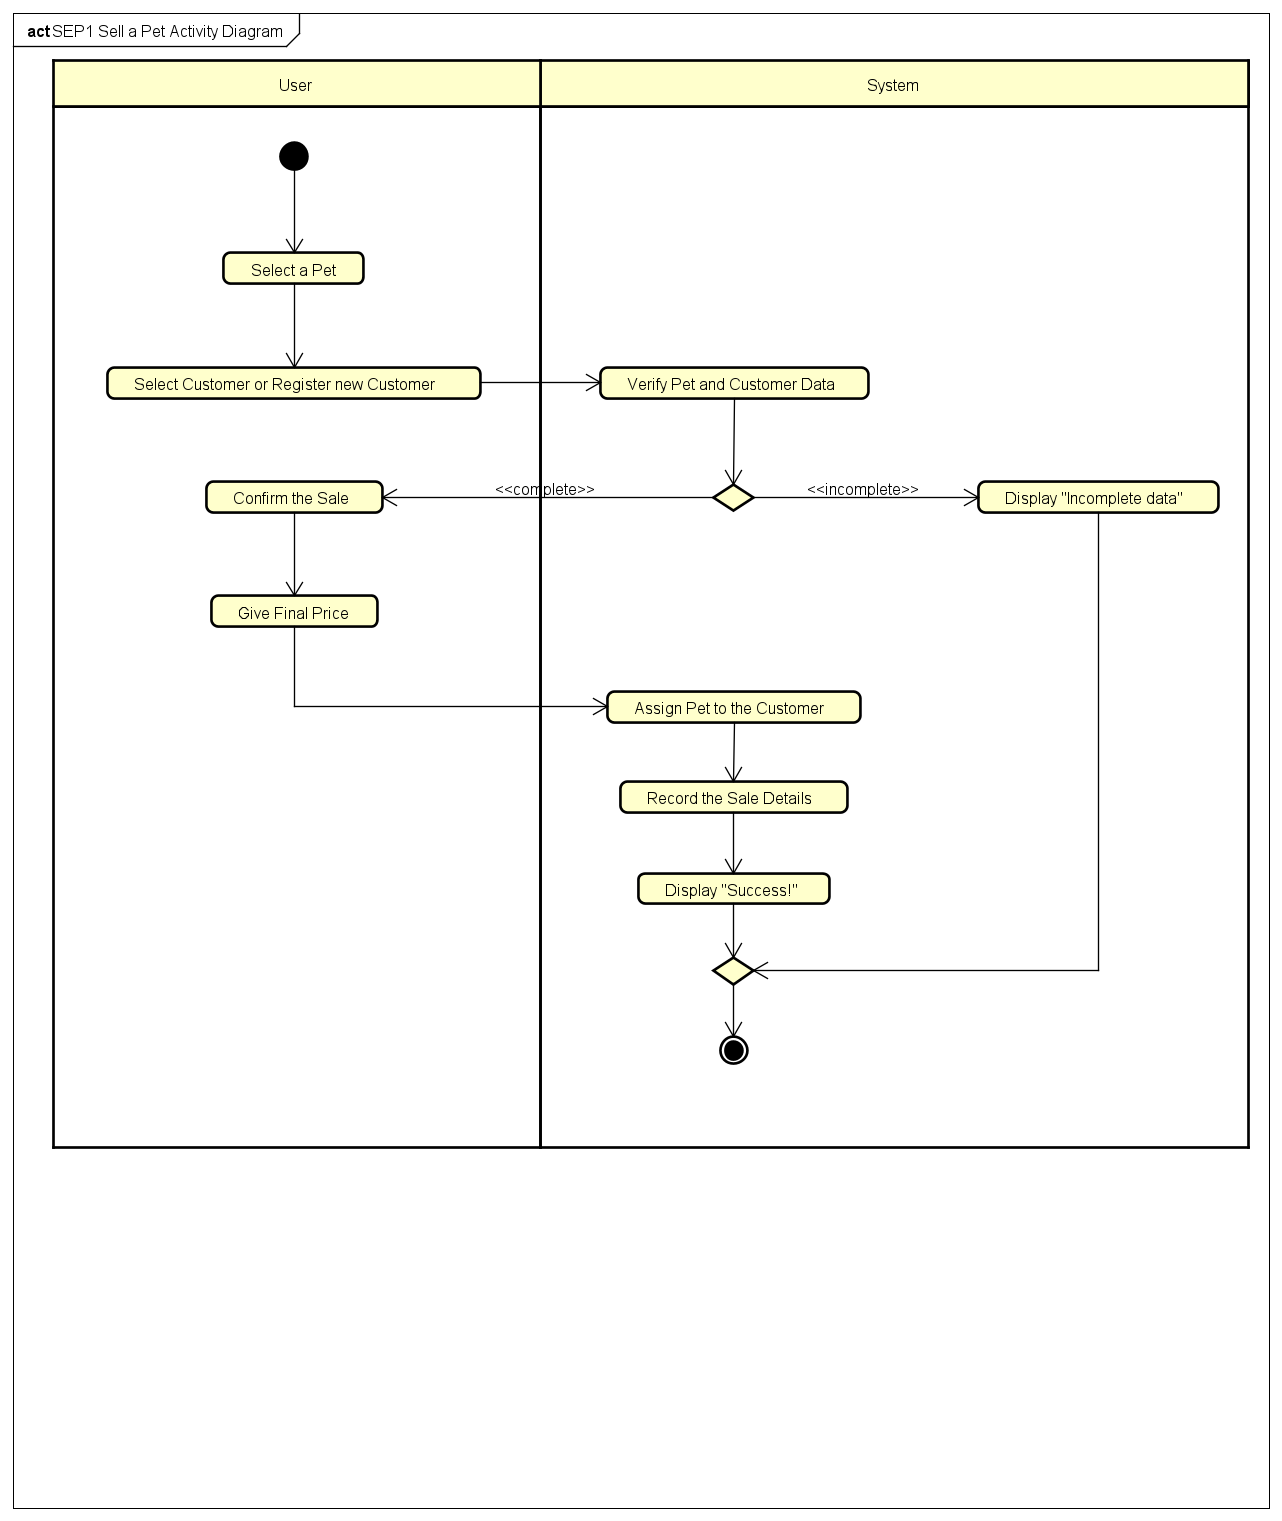 act SEP1 Sell a Pet Activity Diagram
User
System
Select a Pet
Select Customer or Register new Customer
Verify Pet and Customer Data
Confirm the Sale
<<complete>>
<<incomplete>>
Display "Incomplete data"
Give Final Price
Assign Pet to the Customer
Record the Sale Details
Display "Success!"